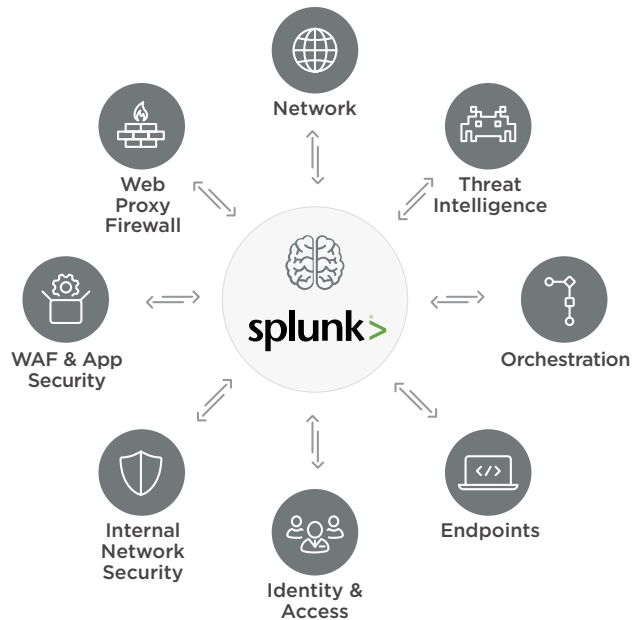 Network
Web
Proxy
Firewall
Threat
Intelligence
splunk>
WAF & App
Security
Orchestration
Internal
Network
Security
Endpoints
</>
Identity &
Access